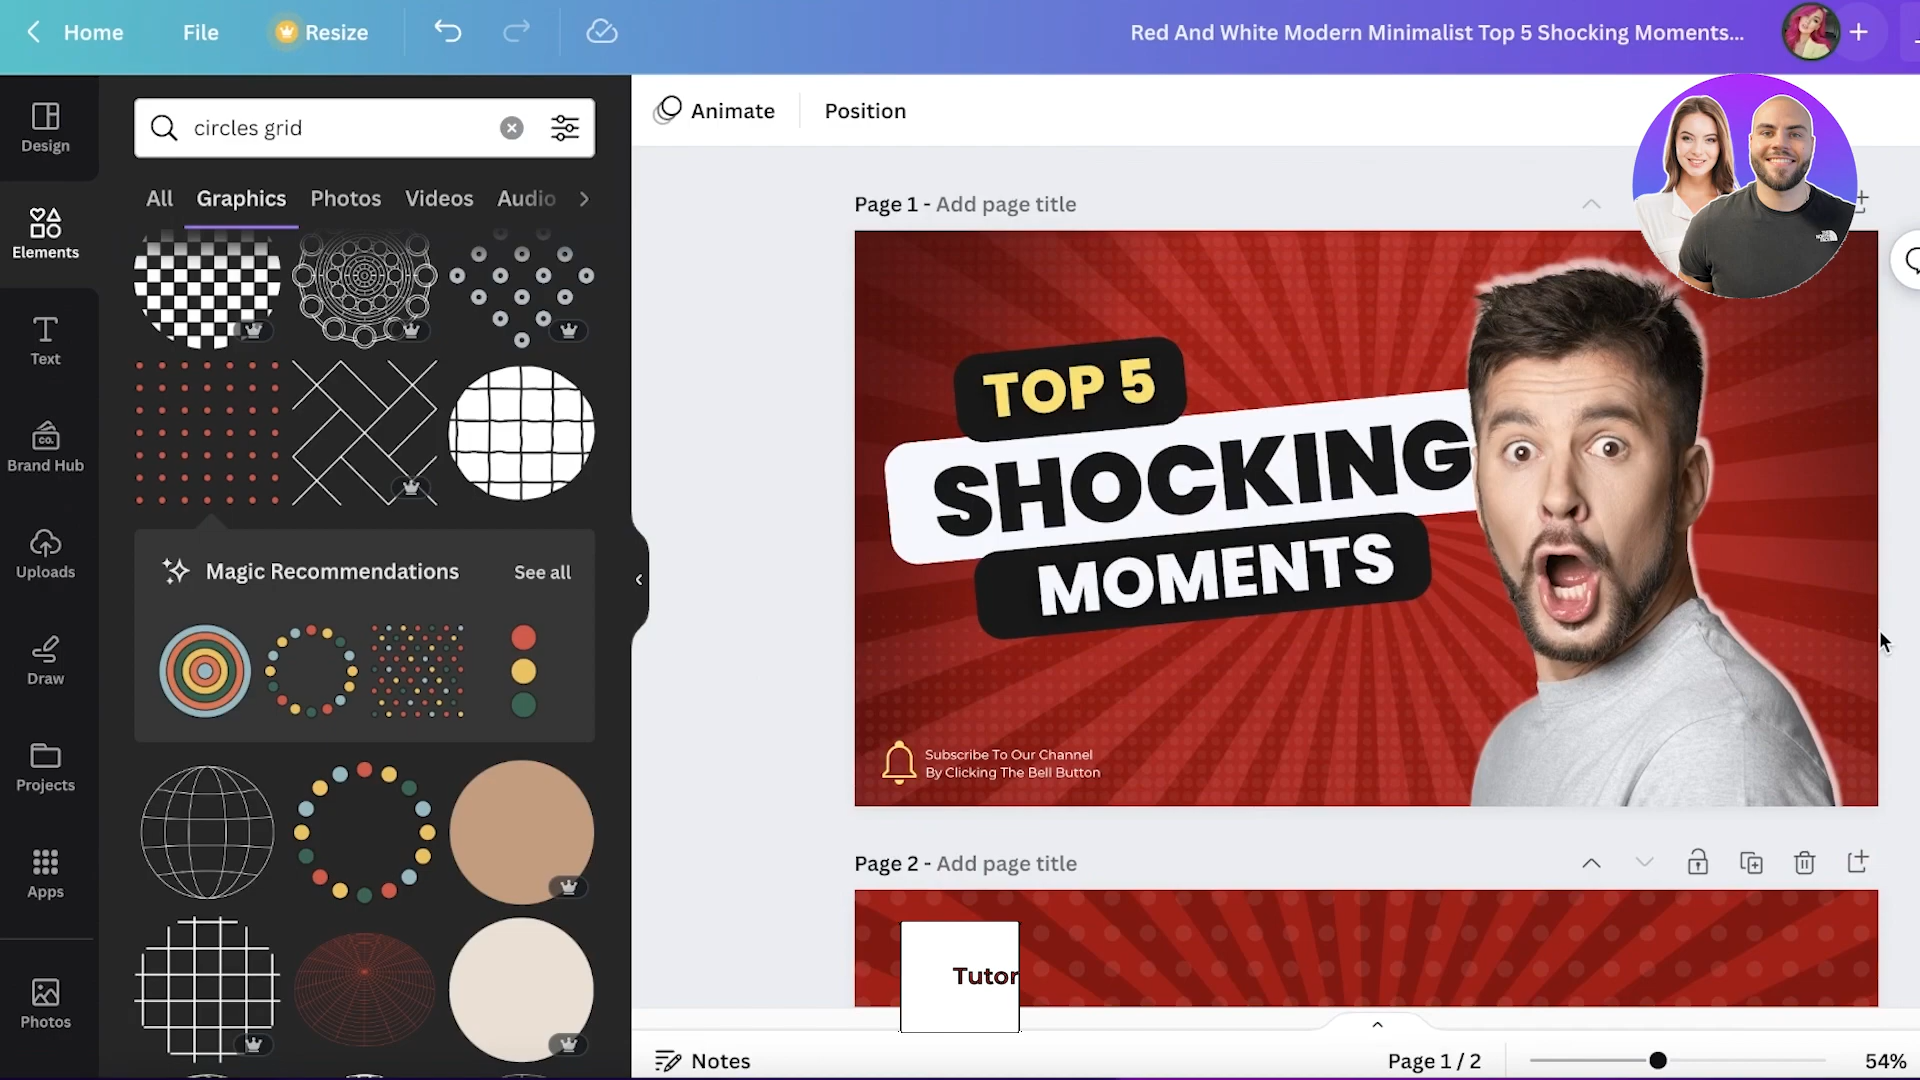 Home
File
Resize
Red And White Modern Minimalist Top 5 Shocking Moments...
Design
Elements
Text
Brand Hub
CO.
Uploads
Draw
Projects
Apps
Photos
circles grid
All
Graphics
Photos
Videos
Audio
Magic Recommendations
See all
Animate
Position
Page 1 - Add page title
TOP 5
SHOCKING
MOMENTS
Subscribe To Our Channel
By Clicking The Bell Button
Page 2 - Add page title
Tutor
Notes
Page 1 / 2
54%